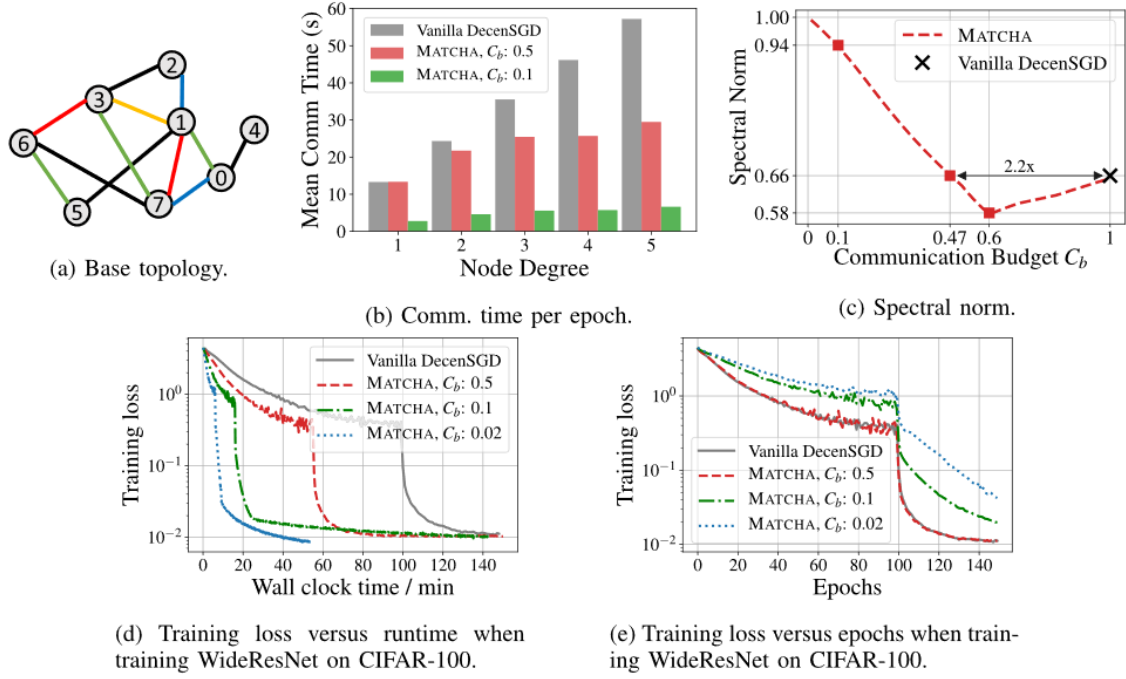 2
3
1
4
6
0
5
7
(a) Base topology.
60
50
40
30
20
10
0
Mean Comm Time (s)
Vanilla DecenSGD
MATCHA, Cb: 0.5
MATCHA, Cb: 0.1
1 2 3 4 5
Node Degree
(b) Comm. time per epoch.
1.00
0.94
0.66
0.58
Spectral Norm
MATCHA
Vanilla DecenSGD
2.2x
0 0.1 0.47 0.6 1
Communication Budget Cb
(c) Spectral norm.
Training loss
10⁰
10⁻¹
10⁻²
Vanilla DecenSGD
MATCHA, Cb: 0.5
MATCHA, Cb: 0.1
MATCHA, Cb: 0.02
0 20 40 60 80 100 120 140
Wall clock time / min
(d) Training loss versus runtime when
training WideResNet on CIFAR-100.
Training loss
10⁰
10⁻¹
10⁻²
Vanilla DecenSGD
MATCHA, Cb: 0.5
MATCHA, Cb: 0.1
MATCHA, Cb: 0.02
0 20 40 60 80 100 120 140
Epochs
(e) Training loss versus epochs when train-
ing WideResNet on CIFAR-100.